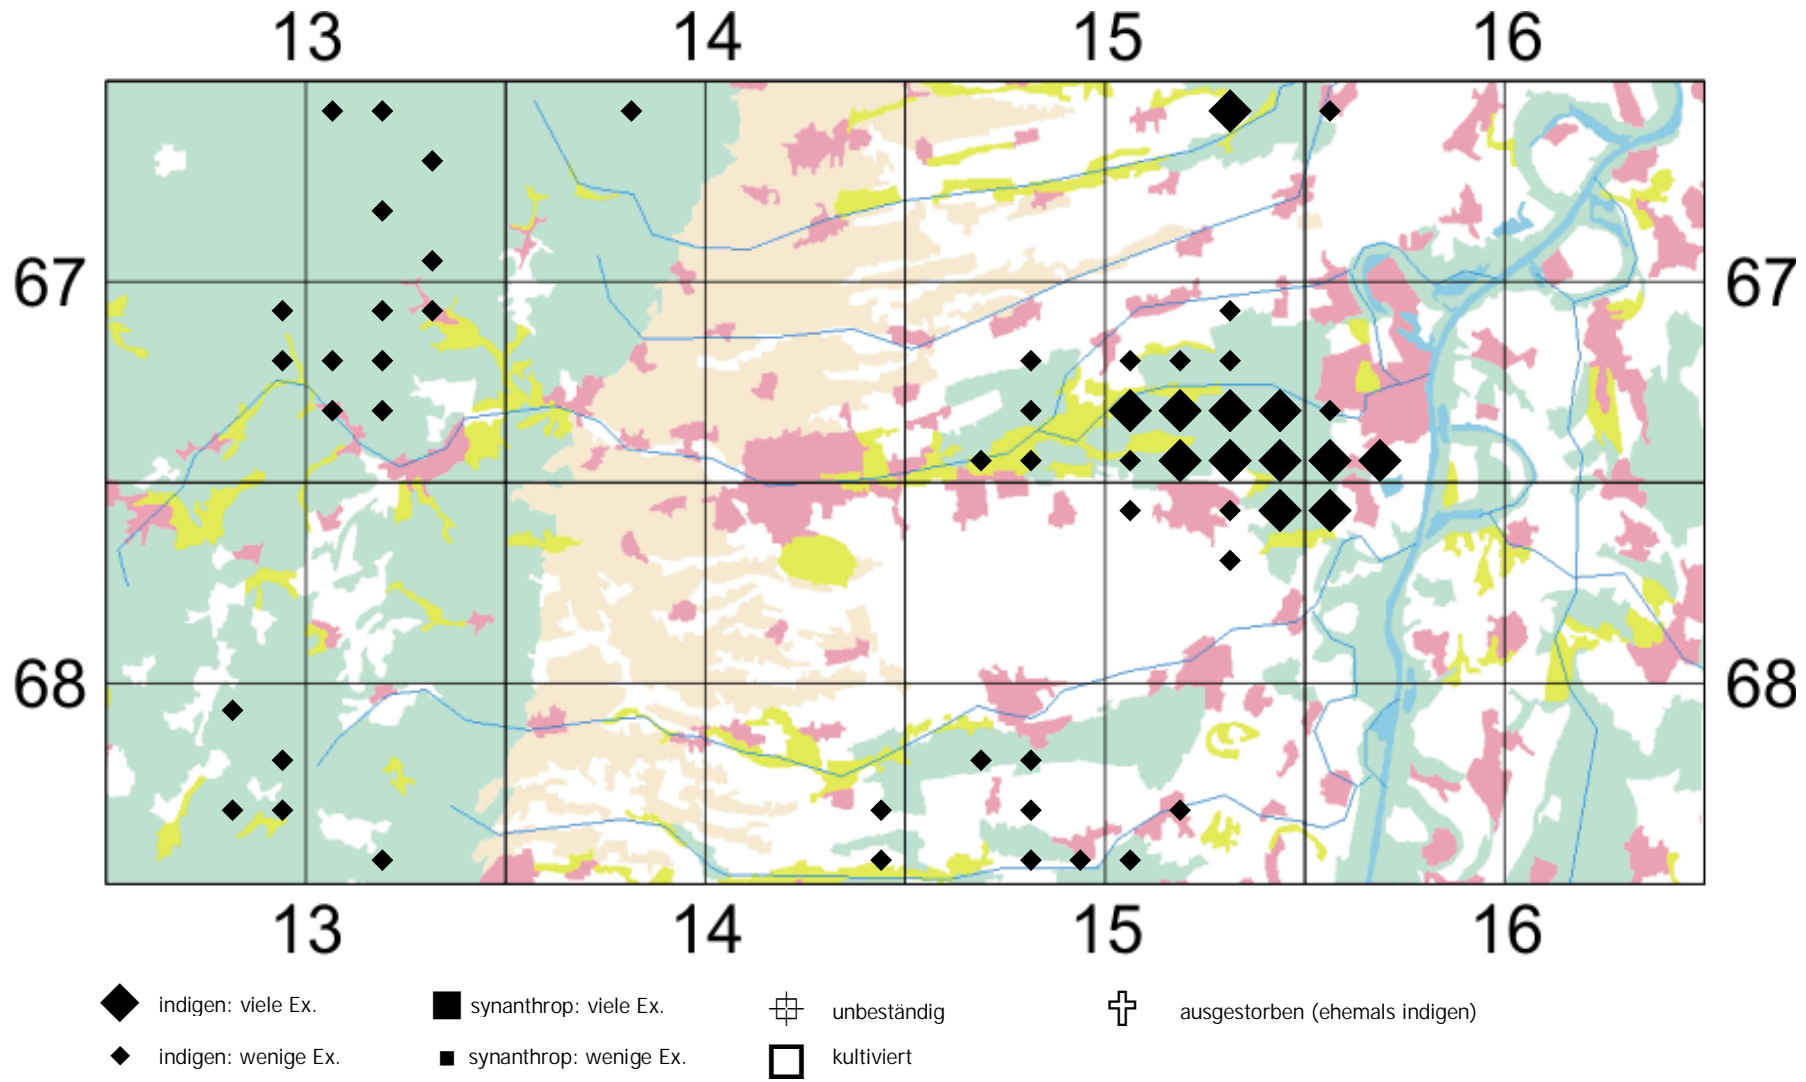 13 14 15 16
67 67
68 68
13 14 15 16
indigen: viele Ex. synanthrop: viele Ex. unbeständig ausgestorben (ehemals indigen)
indigen: wenige Ex. synanthrop: wenige Ex. kultiviert